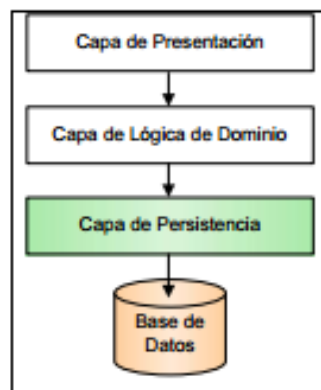 Capa de Presentación
Capa de Lógica de Dominio
Capa de Persistencia
Base de
Datos